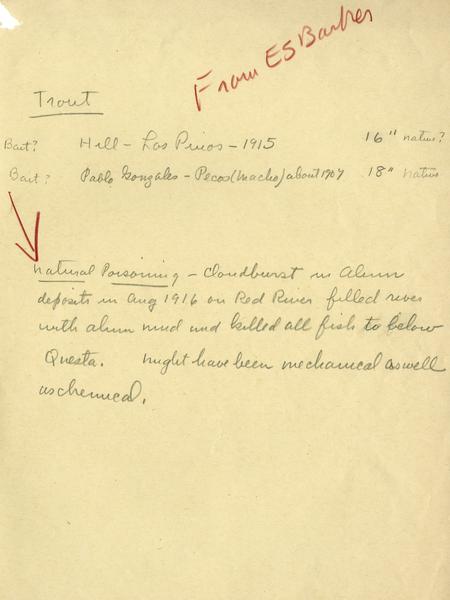 From ES Barker
Trout
Bart? Hill - Los Pinos - 1915 16" native?
Bart? Pablo Gonzales - Pecos (Macho) about 1907 18" native
Natural Poisoning - Cloudburst in Alum
deposits in Aug 1916 on Red River filled river
with alum mud and killed all fish to below
Questa. might have been mechanical as well
as chemical.